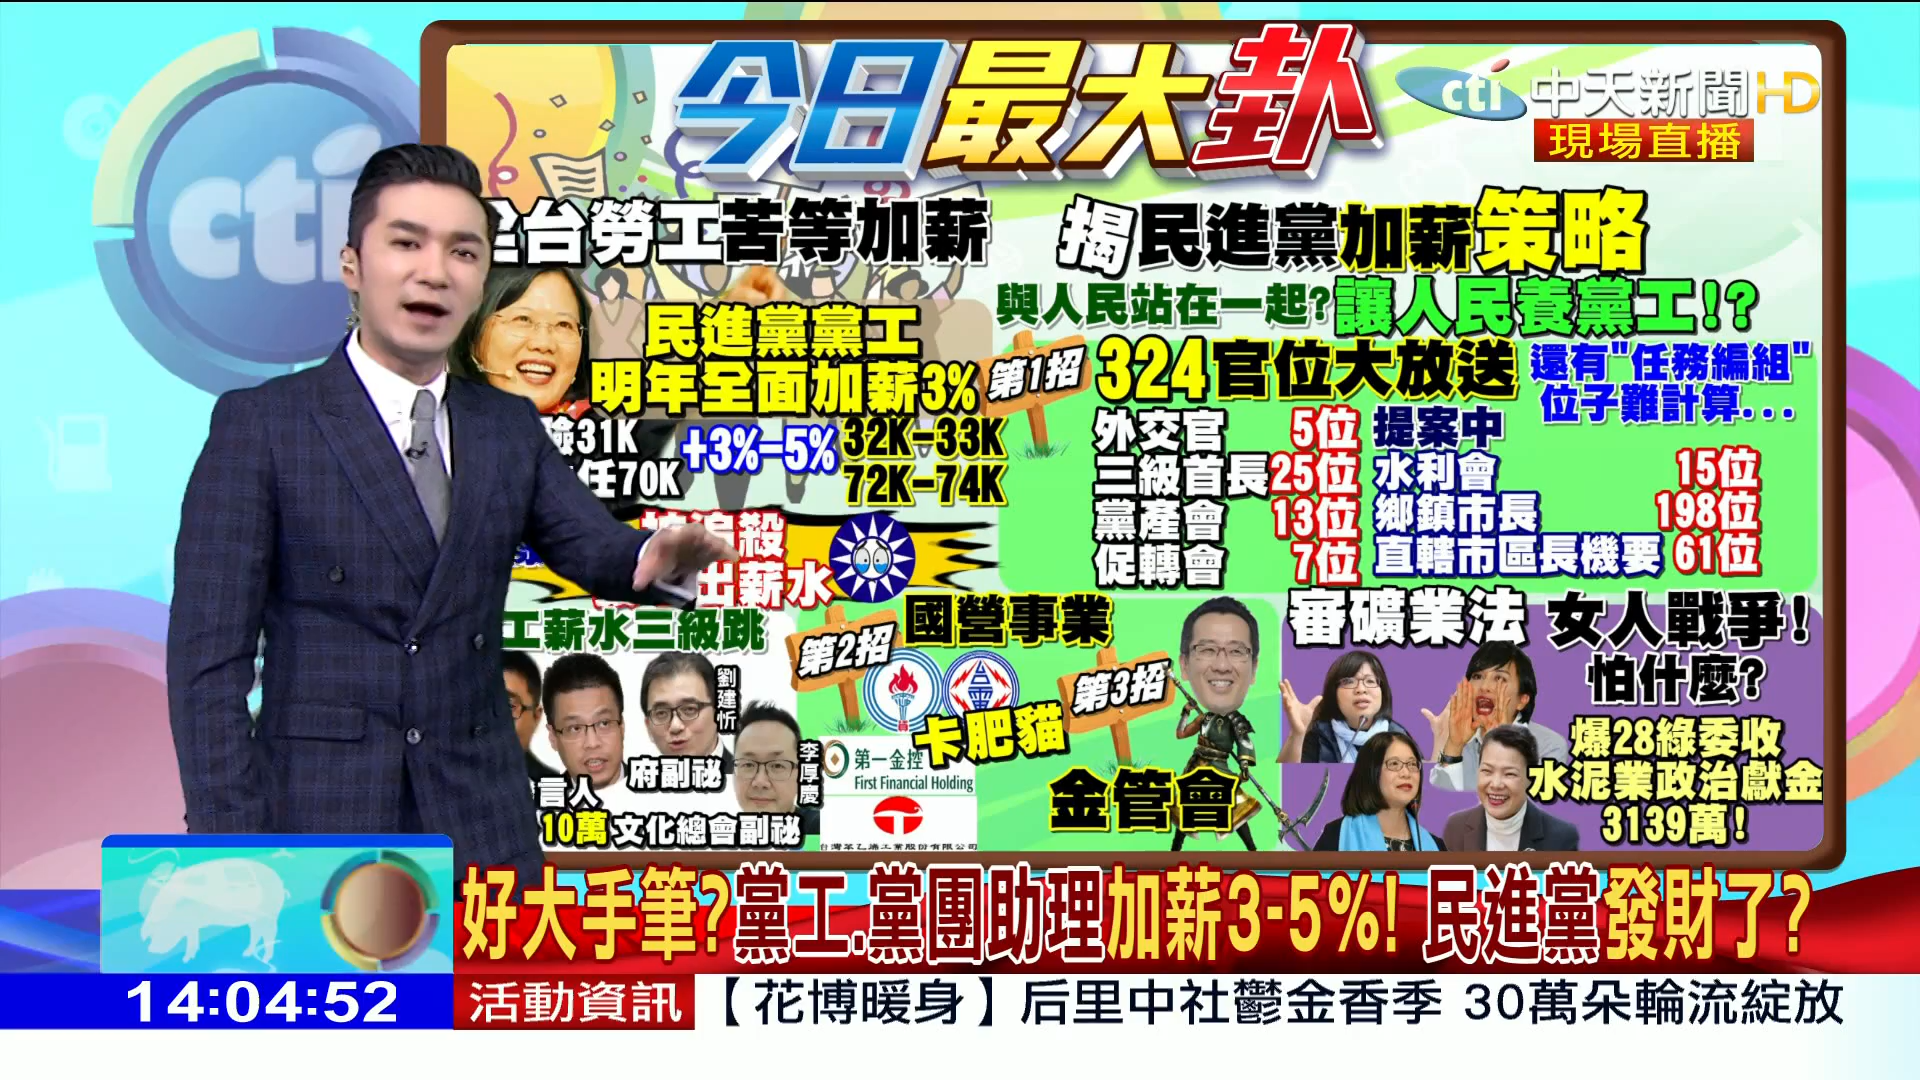 今日最大卦
cti 中天新聞HD
現場直播
cti
全台勞工苦等加薪
民進黨黨工
明年全面加薪3%
31K
+3%-5%
32K-33K
任70K
72K-74K
被追殺
出薪水
工薪水三級跳
劉建忻
府副祕
李厚慶
言人
10萬
文化總會副祕
揭民進黨加薪策略
與人民站在一起?讓人民養黨工!?
第1招
324官位大放送
還有"任務編組"
位子難計算...
外交官 5位
三級首長25位
黨產會 13位
促轉會 7位
提案中
水利會 15位
鄉鎮市長 198位
直轄市區長機要 61位
第2招
國營事業
卡肥貓
第一金控
First Financial Holding
第3招
金管會
審礦業法 女人戰爭!
怕什麼?
爆28綠委收
水泥業政治獻金
3139萬!
好大手筆?黨工.黨團助理加薪3-5%! 民進黨發財了?
14:04:52
活動資訊
【花博暖身】后里中社鬱金香季 30萬朵輪流綻放